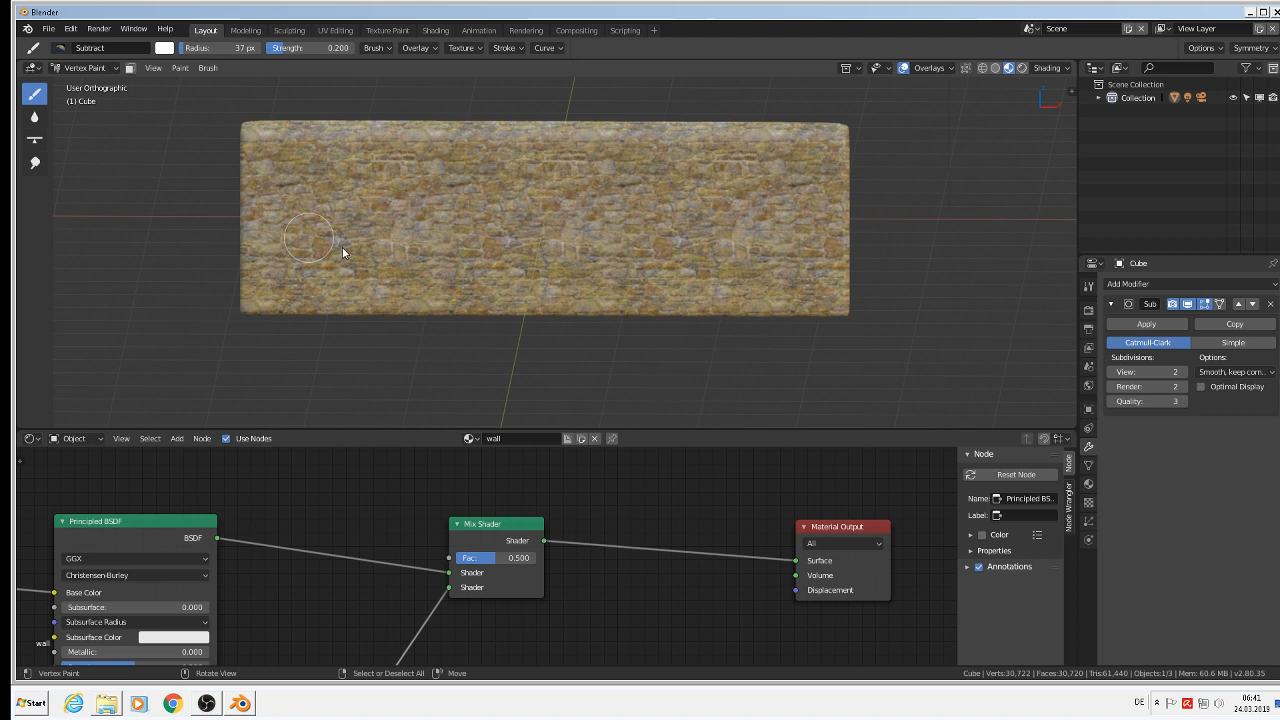 Blender
File Edit Render Window Help Layout Modeling Sculpting UV Editing Texture Paint Shading Animation Rendering Compositing Scripting + Scene View Layer
Subtract Radius: 37 px Strength: 0.200 Brush Overlay Texture Stroke Curve Options Symmetry
Vertex Paint View Paint Brush Overlays Shading
User Orthographic
(1) Cube
Scene Collection
Collection
Cube
Add Modifier
Sub
Apply Copy
Catmull-Clark Simple
Subdivisions: Options:
View: 2 Smooth, keep corn..
Render: 2 Optimal Display
Quality: 3
Object View Select Add Node Use Nodes wall
Node
Reset Node
Name: Principled BS..
Label:
Color
Properties
Annotations
Node
Node Wrangler
Principled BSDF
BSDF
GGX
Christensen-Burley
Base Color
Subsurface: 0.000
Subsurface Radius
Subsurface Color
Metallic: 0.000
wall
Mix Shader
Shader
Fac: 0.500
Shader
Shader
Material Output
All
Surface
Volume
Displacement
Vertex Paint Rotate View Select or Deselect All Move Cube | Verts:30,722 | Faces:30,720 | Tris:61,440 | Objects:1/3 | Mem: 60.6 MB | v2.80.35
Start DE 06:41
24.03.2019